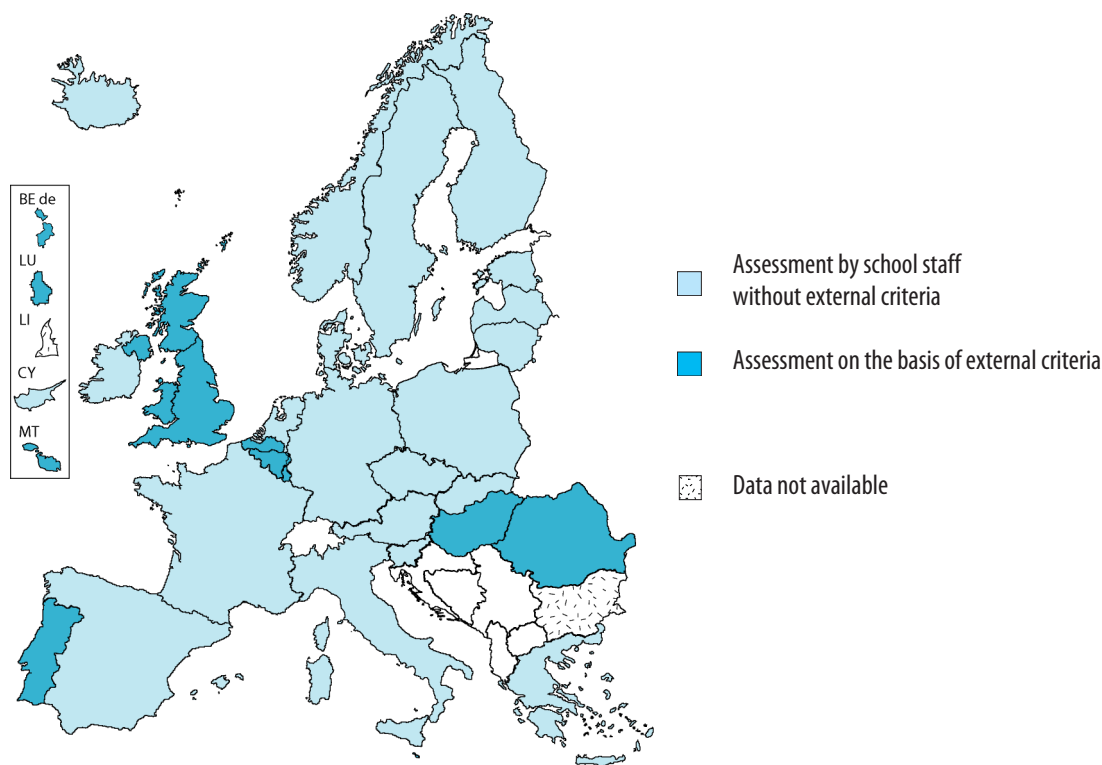 BE de
LU
LI
CY
MT
Assessment by school staff
without external criteria
Assessment on the basis of external criteria
Data not available